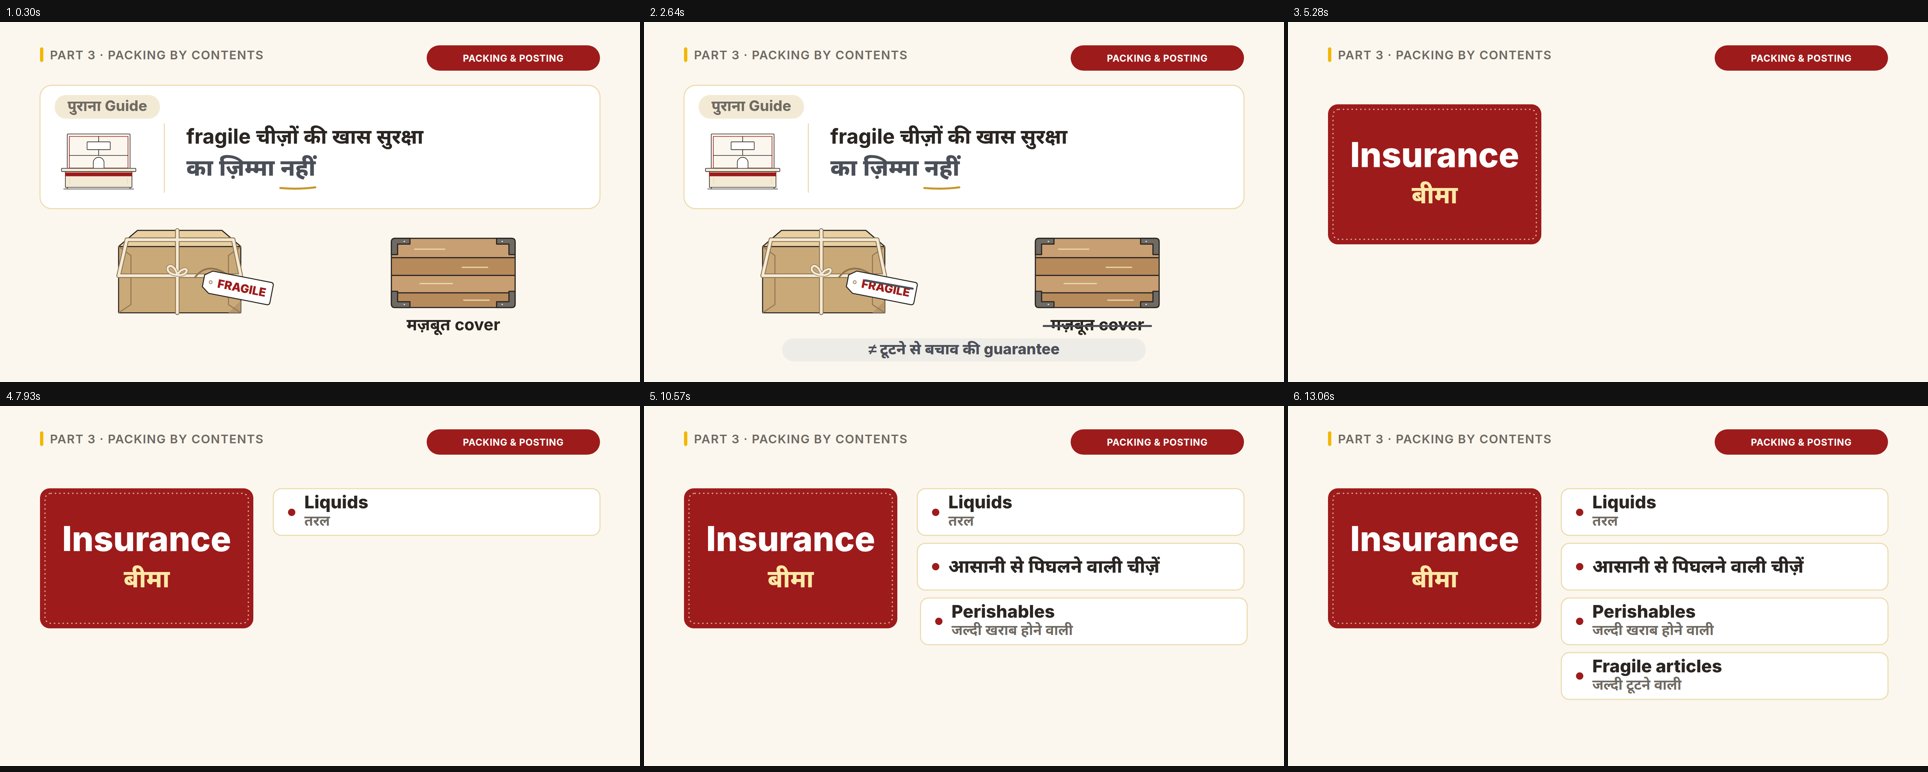 1. 0.30s
PART 3 · PACKING BY CONTENTS
PACKING & POSTING
पुराना Guide
fragile चीज़ों की खास सुरक्षा
का ज़िम्मा नहीं
FRAGILE
मज़बूत cover
2. 2.64s
PART 3 · PACKING BY CONTENTS
PACKING & POSTING
पुराना Guide
fragile चीज़ों की खास सुरक्षा
का ज़िम्मा नहीं
FRAGILE
मज़बूत cover
≠ टूटने से बचाव की guarantee
3. 5.28s
PART 3 · PACKING BY CONTENTS
PACKING & POSTING
Insurance
बीमा
4. 7.93s
PART 3 · PACKING BY CONTENTS
PACKING & POSTING
Insurance
बीमा
Liquids
तरल
5. 10.57s
PART 3 · PACKING BY CONTENTS
PACKING & POSTING
Insurance
बीमा
Liquids
तरल
आसानी से पिघलने वाली चीज़ें
Perishables
जल्दी खराब होने वाली
6. 13.06s
PART 3 · PACKING BY CONTENTS
PACKING & POSTING
Insurance
बीमा
Liquids
तरल
आसानी से पिघलने वाली चीज़ें
Perishables
जल्दी खराब होने वाली
Fragile articles
जल्दी टूटने वाली